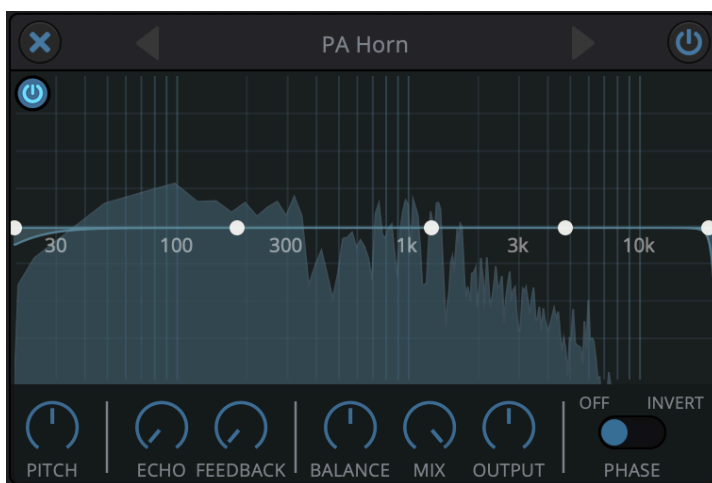 PA Horn
30 100 300 1k 3k 10k
OFF INVERT
PITCH ECHO FEEDBACK BALANCE MIX OUTPUT PHASE